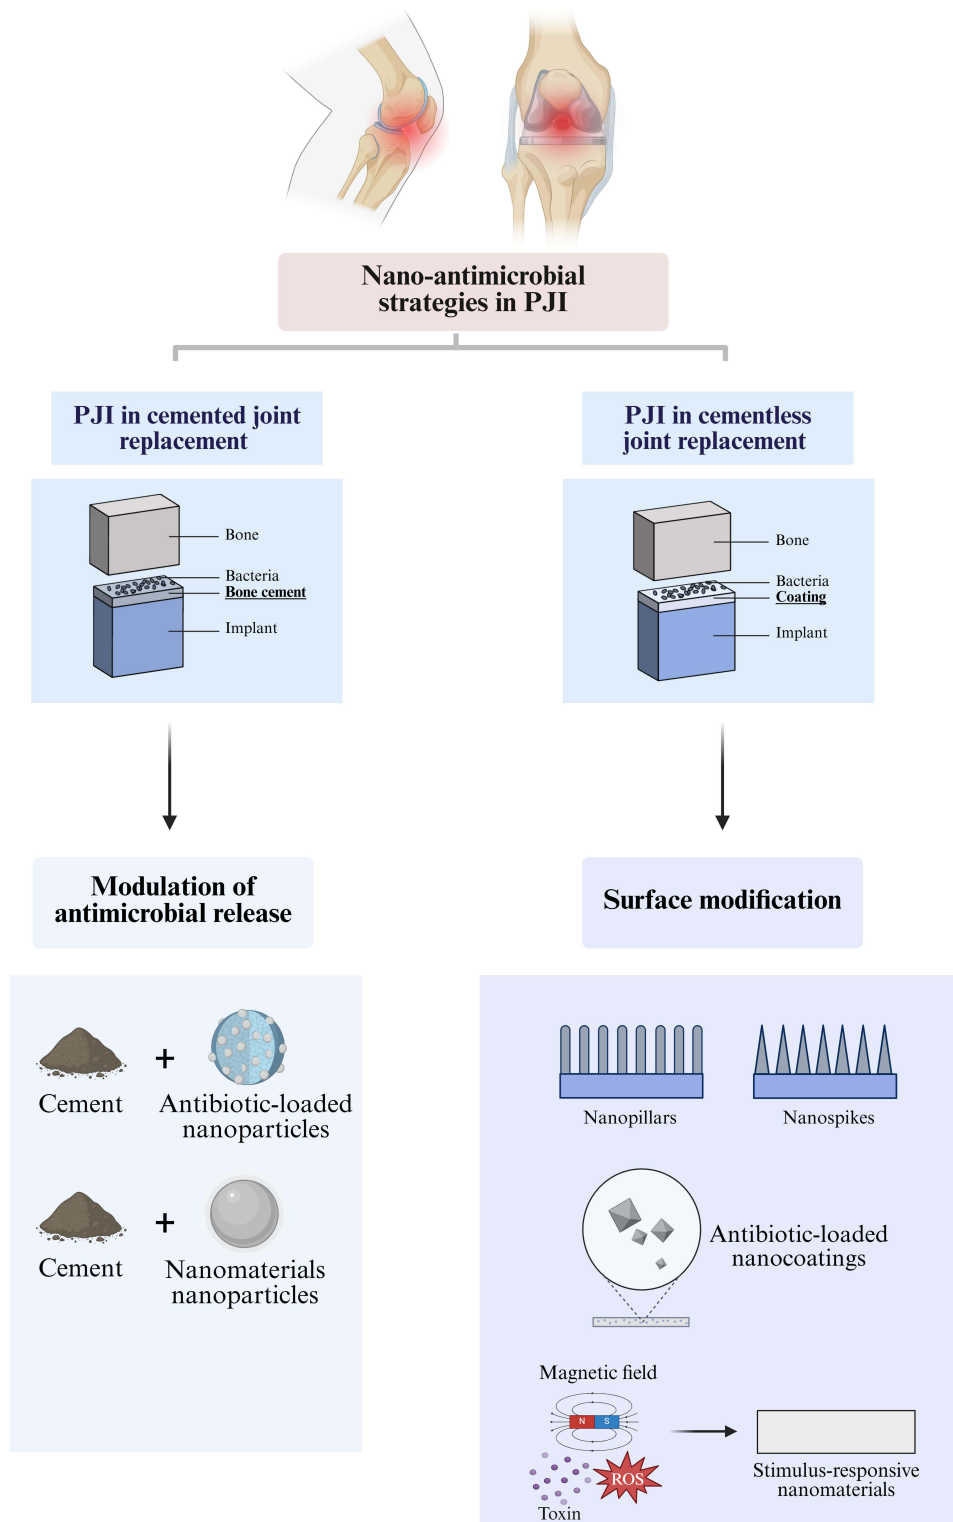 Nano-antimicrobial
strategies in PJI
PJI in cemented joint
replacement
Bone
Bacteria
Bone cement
Implant
PJI in cementless
joint replacement
Bone
Bacteria
Coating
Implant
Modulation of
antimicrobial release
Cement
+
Antibiotic-loaded
nanoparticles
Cement
+
Nanomaterials
nanoparticles
Surface modification
Nanopillars
Nanospikes
Antibiotic-loaded
nanocoatings
Magnetic field
N S
ROS
Toxin
Stimulus-responsive
nanomaterials